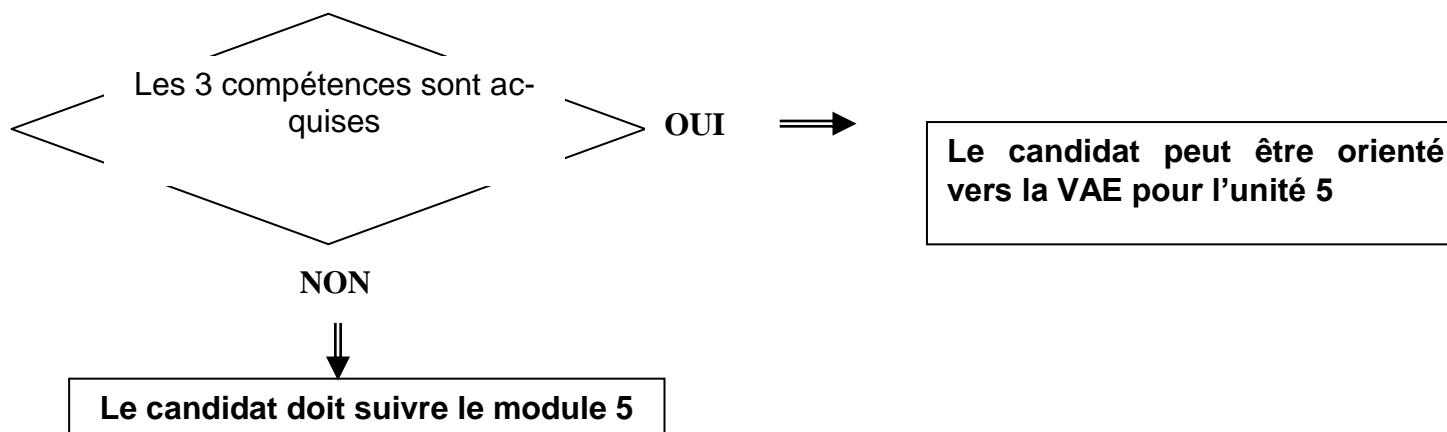 Les 3 compétences sont ac-
quises
OUI
Le candidat peut être orienté
vers la VAE pour l’unité 5
NON
Le candidat doit suivre le module 5